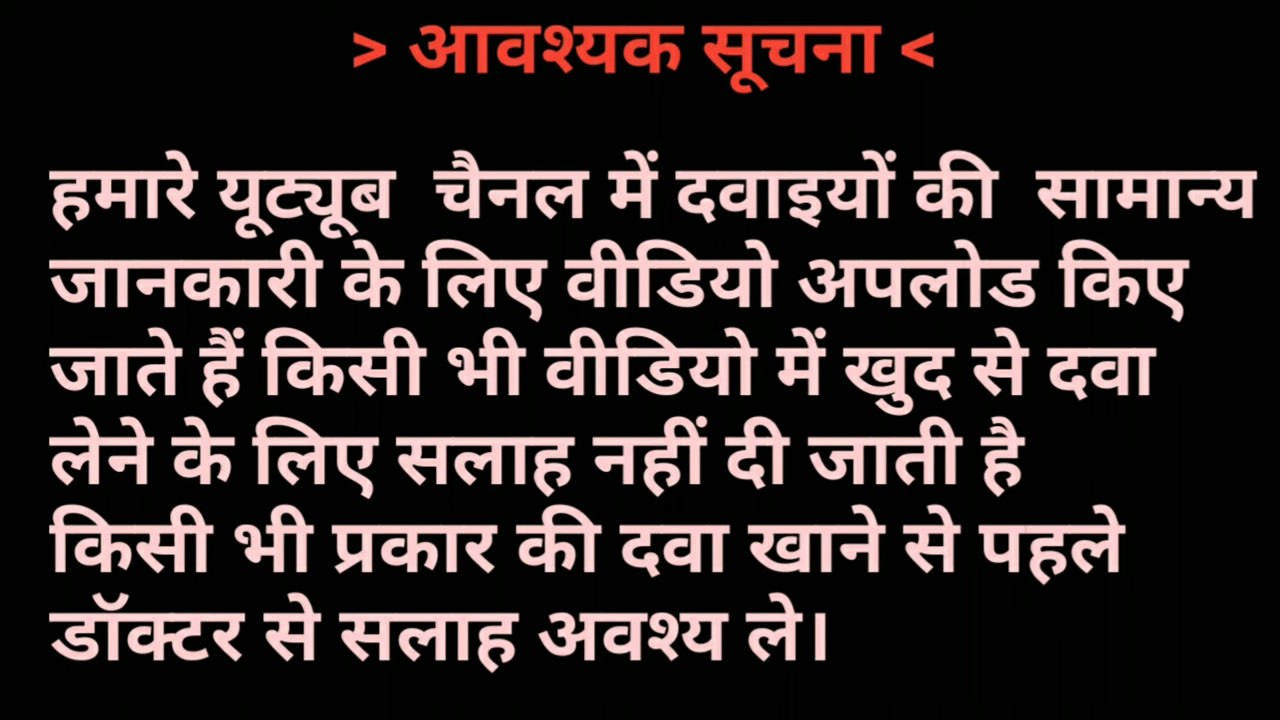 > आवश्यक सूचना <
हमारे यूट्यूब चैनल में दवाइयों की सामान्य
जानकारी के लिए वीडियो अपलोड किए
जाते हैं किसी भी वीडियो में खुद से दवा
लेने के लिए सलाह नहीं दी जाती है
किसी भी प्रकार की दवा खाने से पहले
डॉक्टर से सलाह अवश्य ले।